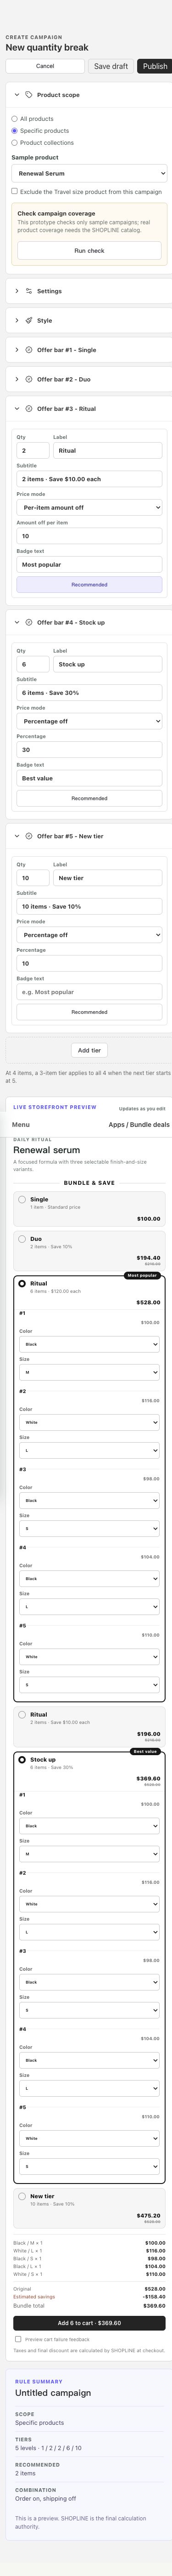 CREATE CAMPAIGN
New quantity break
Cancel
Save draft
Publish
Product scope
All products
Specific products
Product collections
Sample product
Renewal Serum
Exclude the Travel size product from this campaign
Check campaign coverage
This prototype checks only sample campaigns; real
product coverage needs the SHOPLINE catalog.
Run check
Settings
Style
Offer bar #1 - Single
Offer bar #2 - Duo
Offer bar #3 - Ritual
Qty Label
2 Ritual
Subtitle
2 items · Save $10.00 each
Price mode
Per-item amount off
Amount off per item
10
Badge text
Most popular
Recommended
Offer bar #4 - Stock up
Qty Label
6 Stock up
Subtitle
6 items · Save 30%
Price mode
Percentage off
Percentage
30
Badge text
Best value
Recommended
Offer bar #5 - New tier
Qty Label
10 New tier
Subtitle
10 items · Save 10%
Price mode
Percentage off
Percentage
10
Badge text
e.g. Most popular
Recommended
Add tier
At 4 items, a 3-item tier applies to all 4 when the next tier starts
at 5.
LIVE STOREFRONT PREVIEW
Updates as you edit
Menu
Apps / Bundle deals
DAILY RITUAL
Renewal serum
A focused formula with three selectable finish-and-size
variants.
BUNDLE & SAVE
Single
1 item · Standard price
$100.00
Duo
2 items · Save 10%
$194.40
Most popular
Ritual
6 items · $120.00 each
$528.00
#1
$100.00
Color
Black
Size
M
#2
$116.00
Color
White
Size
L
#3
$98.00
Color
Black
Size
S
#4
$104.00
Color
Black
Size
L
#5
$110.00
Color
White
Size
S
Ritual
2 items · Save $10.00 each
$196.00
Best value
Stock up
6 items · Save 30%
$369.60
#1
$100.00
Color
Black
Size
M
#2
$116.00
Color
White
Size
L
#3
$98.00
Color
Black
Size
S
#4
$104.00
Color
Black
Size
L
#5
$110.00
Color
White
Size
S
New tier
10 items · Save 10%
$475.20
Black / M × 1 $100.00
White / L × 1 $116.00
Black / S × 1 $98.00
Black / L × 1 $104.00
White / S × 1 $110.00
Original $528.00
Estimated savings -$158.40
Bundle total $369.60
Add 6 to cart · $369.60
Preview cart failure feedback
Taxes and final discount are calculated by SHOPLINE at checkout.
RULE SUMMARY
Untitled campaign
SCOPE
Specific products
TIERS
5 levels · 1 / 2 / 2 / 6 / 10
RECOMMENDED
2 items
COMBINATION
Order on, shipping off
This is a preview. SHOPLINE is the final calculation
authority.